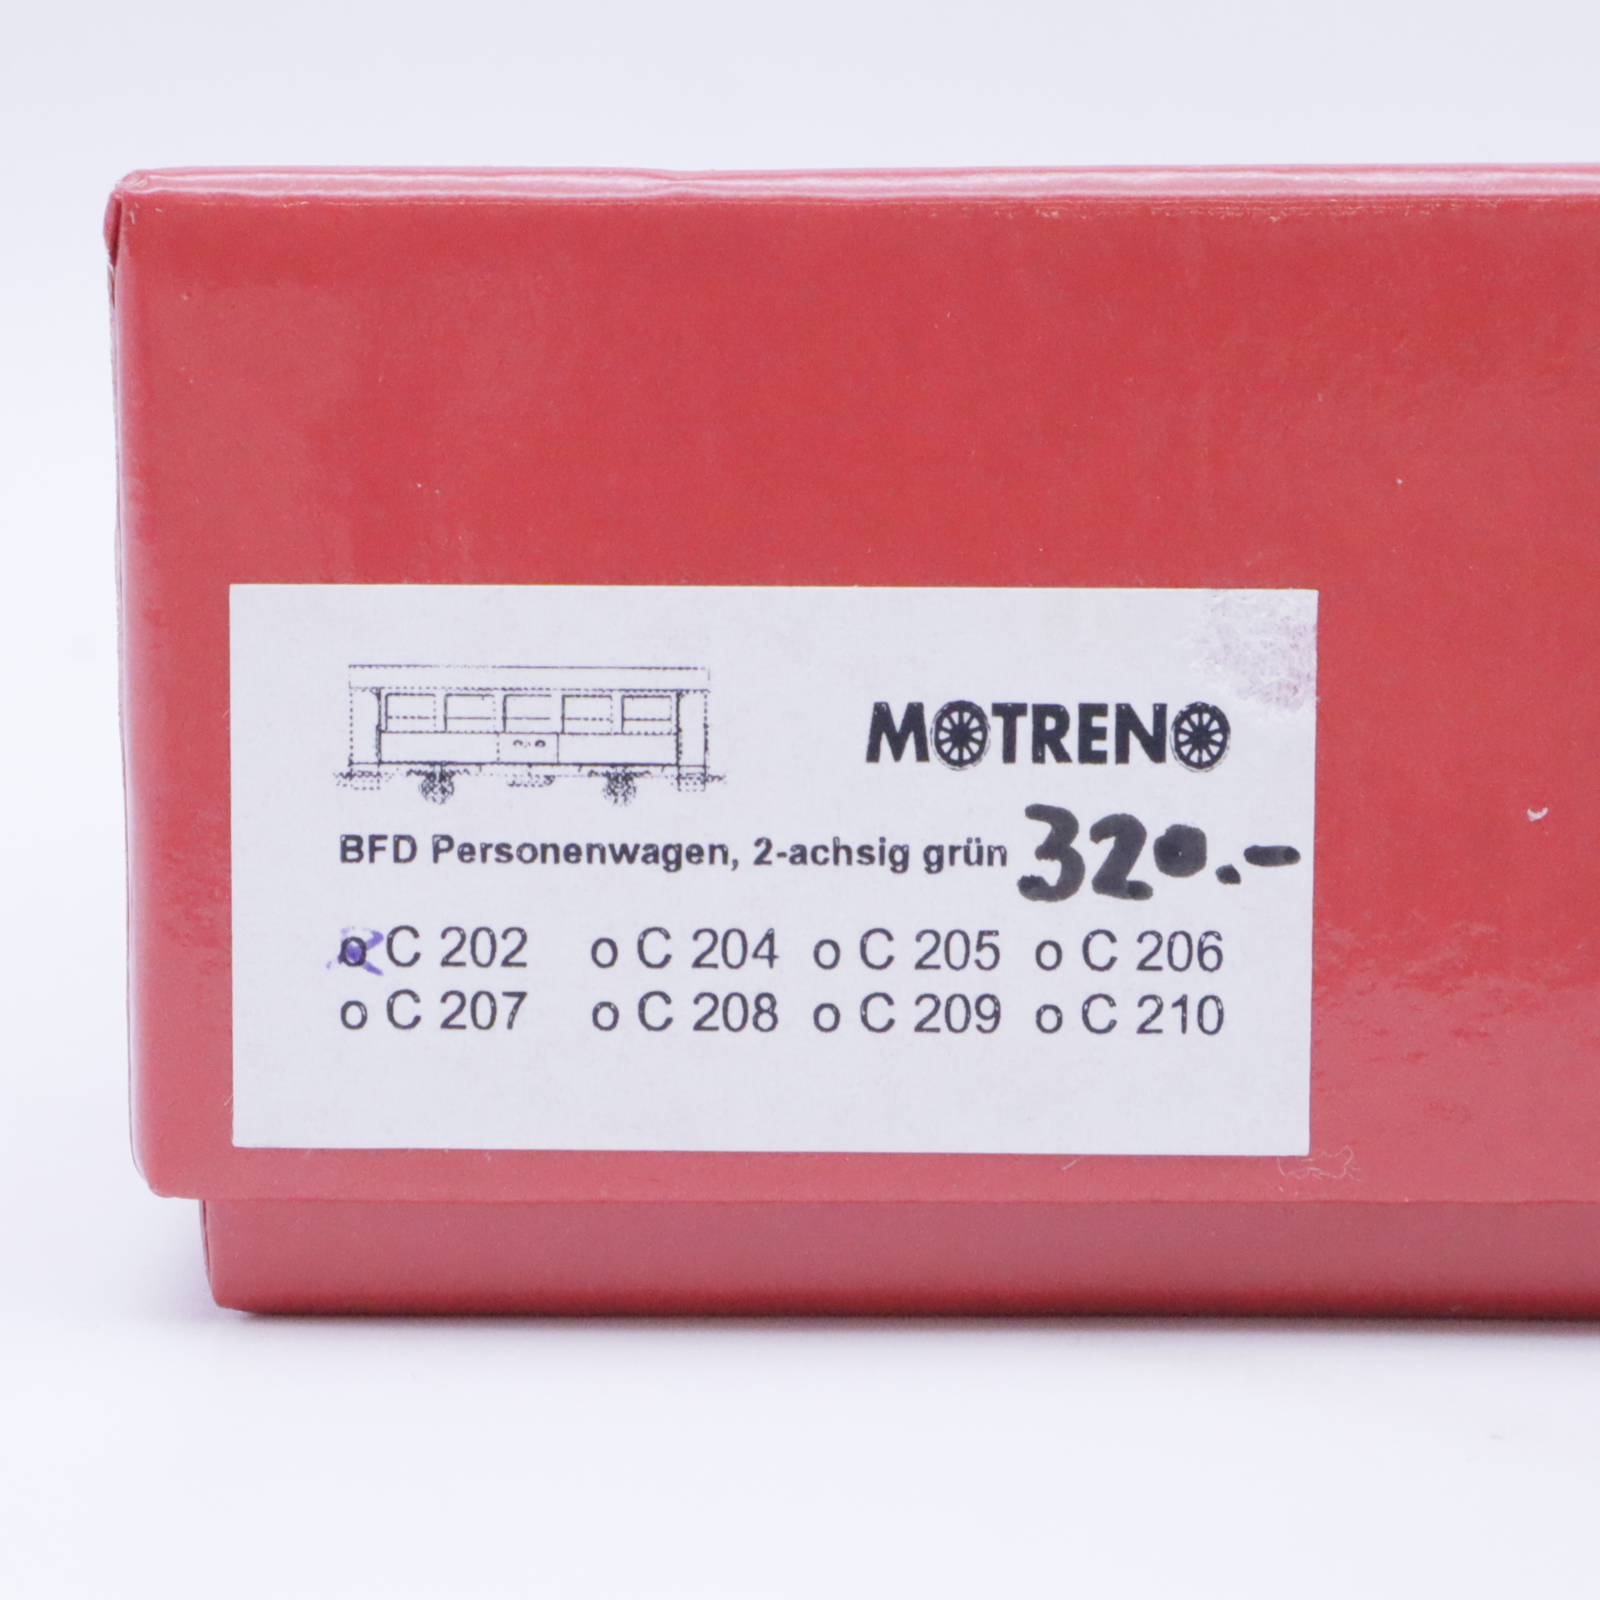 MOTRENO
BFD Personenwagen, 2-achsig grün 320.-
o C 202 o C 204 o C 205 o C 206
o C 207 o C 208 o C 209 o C 210